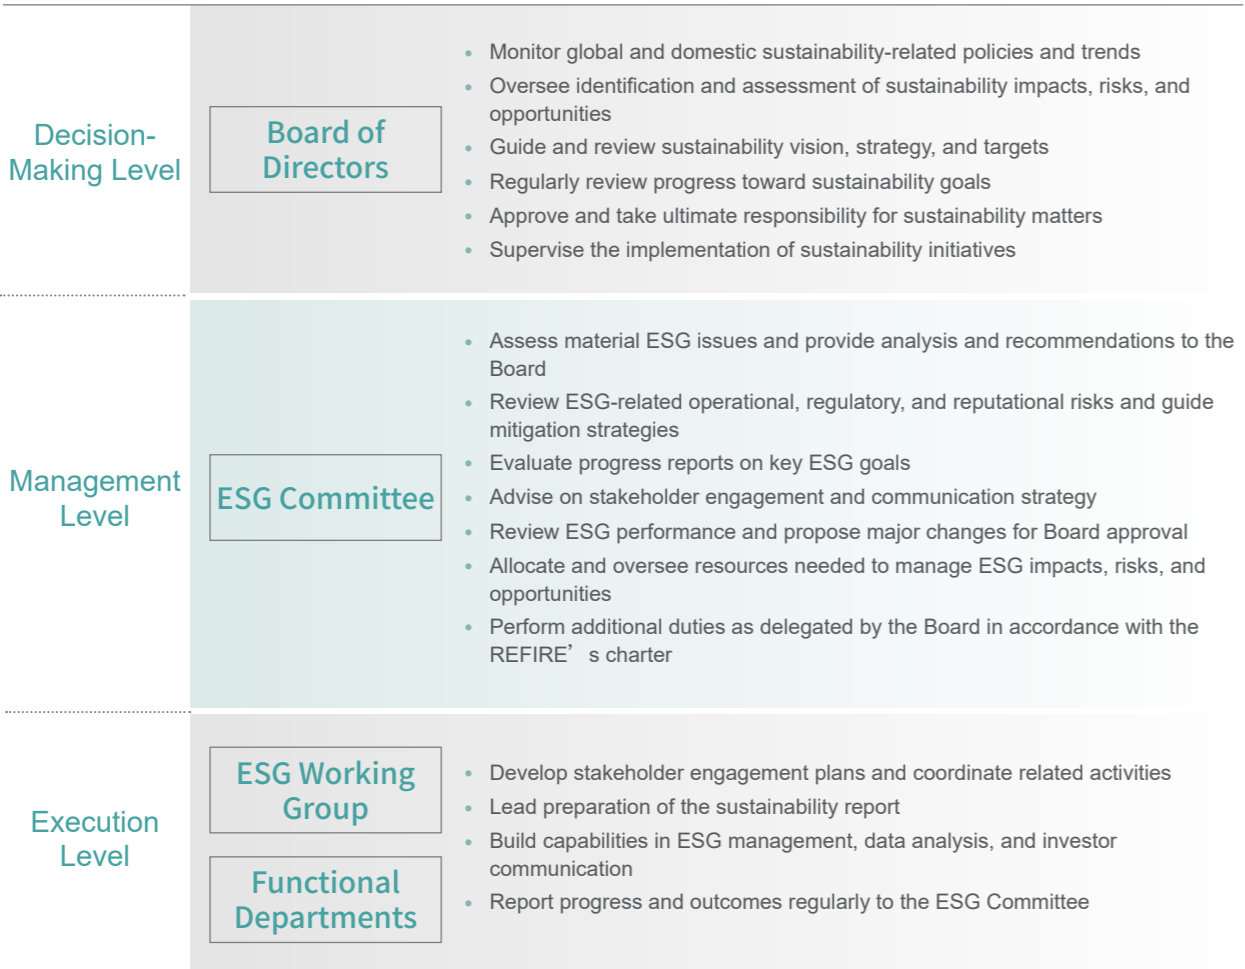 Decision-
Making Level
Board of
Directors
• Monitor global and domestic sustainability-related policies and trends
• Oversee identification and assessment of sustainability impacts, risks, and
opportunities
• Guide and review sustainability vision, strategy, and targets
• Regularly review progress toward sustainability goals
• Approve and take ultimate responsibility for sustainability matters
• Supervise the implementation of sustainability initiatives
Management
Level
ESG Committee
• Assess material ESG issues and provide analysis and recommendations to the
Board
• Review ESG-related operational, regulatory, and reputational risks and guide
mitigation strategies
• Evaluate progress reports on key ESG goals
• Advise on stakeholder engagement and communication strategy
• Review ESG performance and propose major changes for Board approval
• Allocate and oversee resources needed to manage ESG impacts, risks, and
opportunities
• Perform additional duties as delegated by the Board in accordance with the
REFIRE’ s charter
Execution
Level
ESG Working
Group
Functional
Departments
• Develop stakeholder engagement plans and coordinate related activities
• Lead preparation of the sustainability report
• Build capabilities in ESG management, data analysis, and investor
communication
• Report progress and outcomes regularly to the ESG Committee